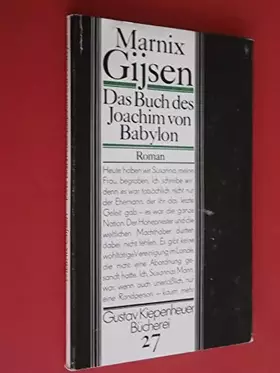 Marnix
Gijsen
Das Buch des
Joachim von
Babylon
Roman
Heute haben wir Susanna, meine
Frau, begraben. Ich schreibe wir,
denn es war tatsächlich nicht nur
der Ehemann, der ihr das letzte
Geleit gab – es war die ganze
Nation. Der Hohepriester und die
weltlichen Machthaber durften
dabei nicht fehlen. Es gibt keine
wohltätige Vereinigung im Lande,
die nicht eine Abordnung ge-
sandt hätte. Ich, Susannas Mann,
war, wenn auch unerläßlich, nur
eine Randperson – kaum mehr
Gustav Kiepenheuer
Bücherei
27
27